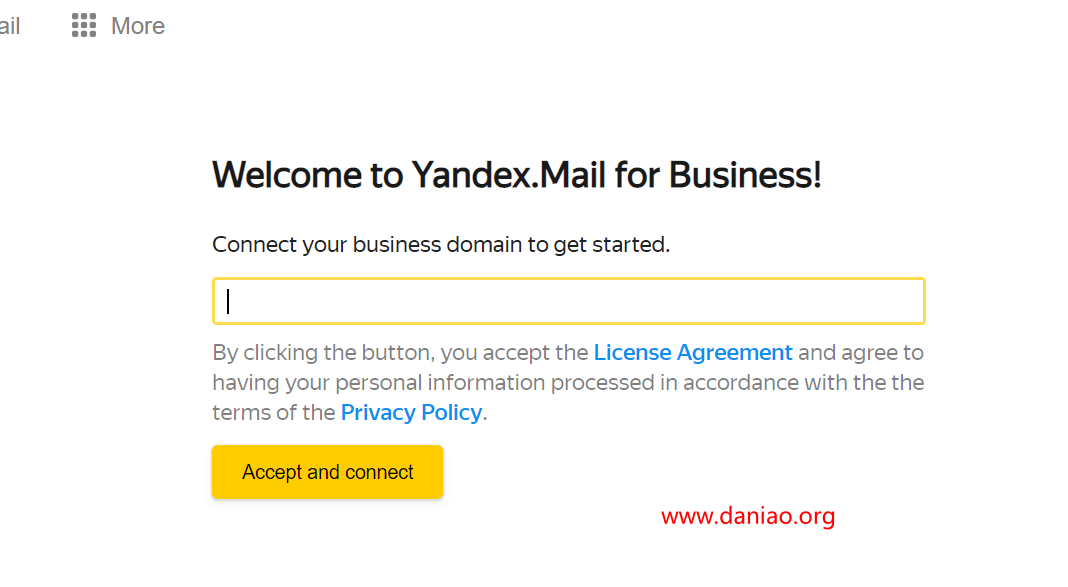 ail More
Welcome to Yandex.Mail for Business!
Connect your business domain to get started.
By clicking the button, you accept the License Agreement and agree to
having your personal information processed in accordance with the the
terms of the Privacy Policy.
Accept and connect
www.daniao.org